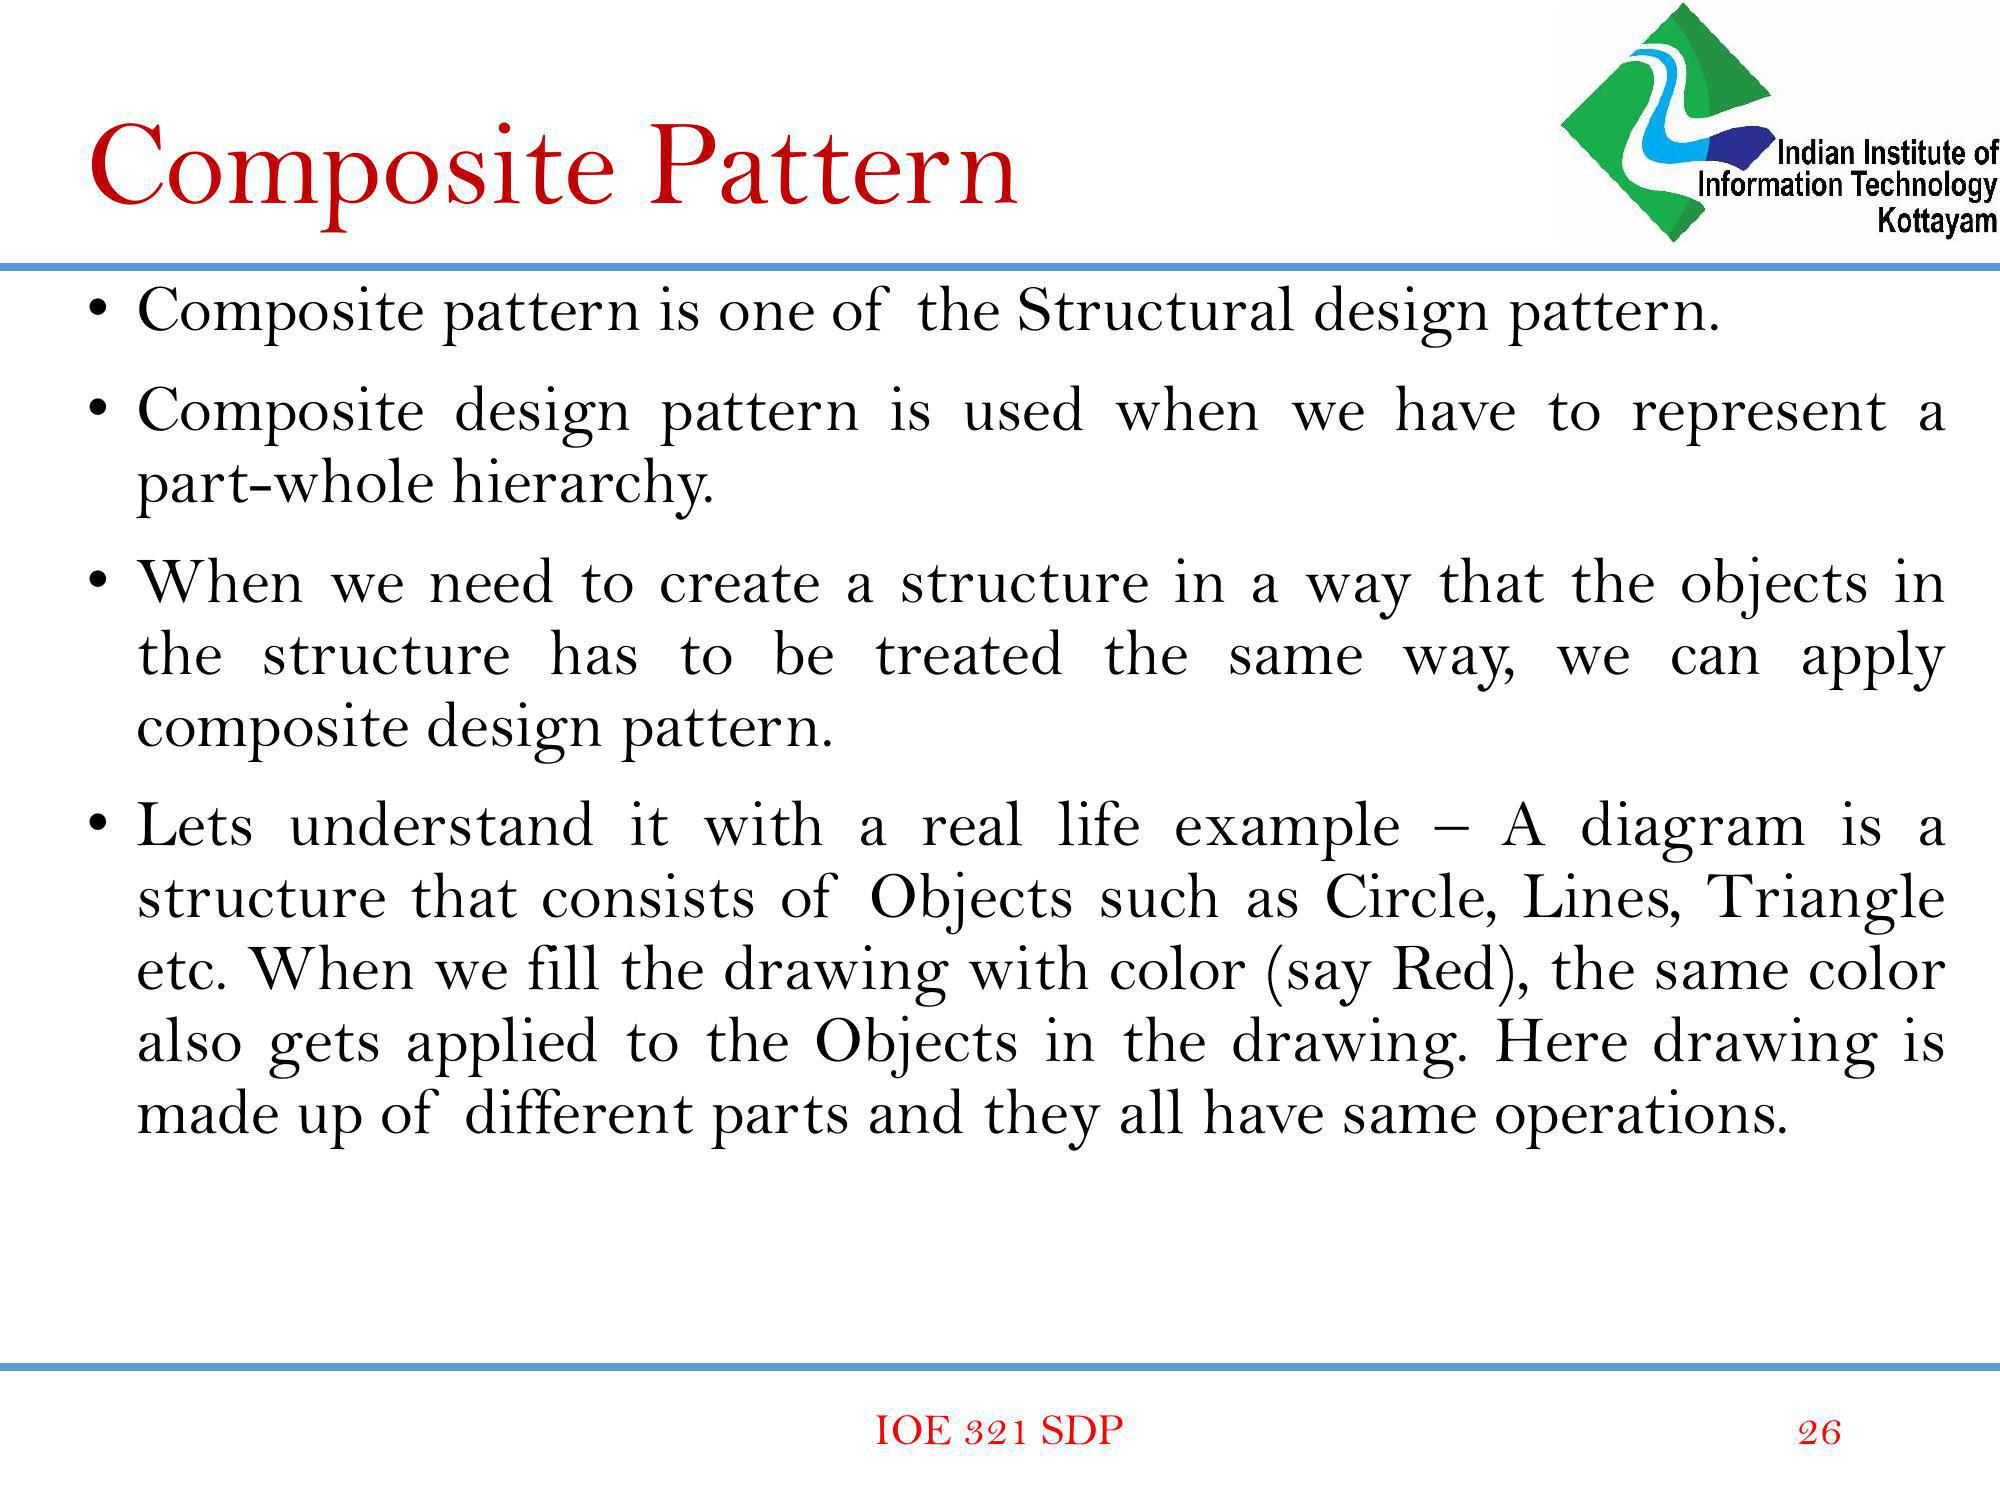 Composite Pattern
Indian Institute of
Information Technology
Kottayam
• Composite pattern is one of the Structural design pattern.
• Composite design pattern is used when we have to represent a
part-whole hierarchy.
• When we need to create a structure in a way that the objects in
the structure has to be treated the same way, we can apply
composite design pattern.
• Lets understand it with a real life example – A diagram is a
structure that consists of Objects such as Circle, Lines, Triangle
etc. When we fill the drawing with color (say Red), the same color
also gets applied to the Objects in the drawing. Here drawing is
made up of different parts and they all have same operations.
IOE 321 SDP
26